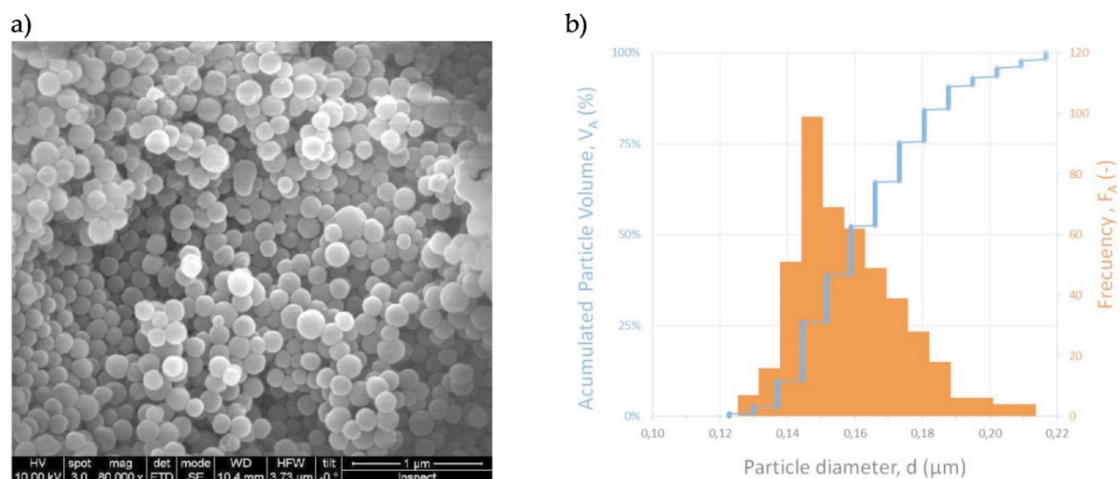 a)
b)
HV spot mag det mode WD HFW tilt
10.00 kV 3.0 80 000 x ETD SE 10.4 mm 3.73 µm -0 °
1 µm
Inspect
Acumulated Particle Volume, V_A (%)
100%
75%
50%
25%
0%
120
100
80
60
40
20
0
Frecuency , F_A (-)
0,10 0,12 0,14 0,16 0,18 0,20 0,22
Particle diameter, d (µm)